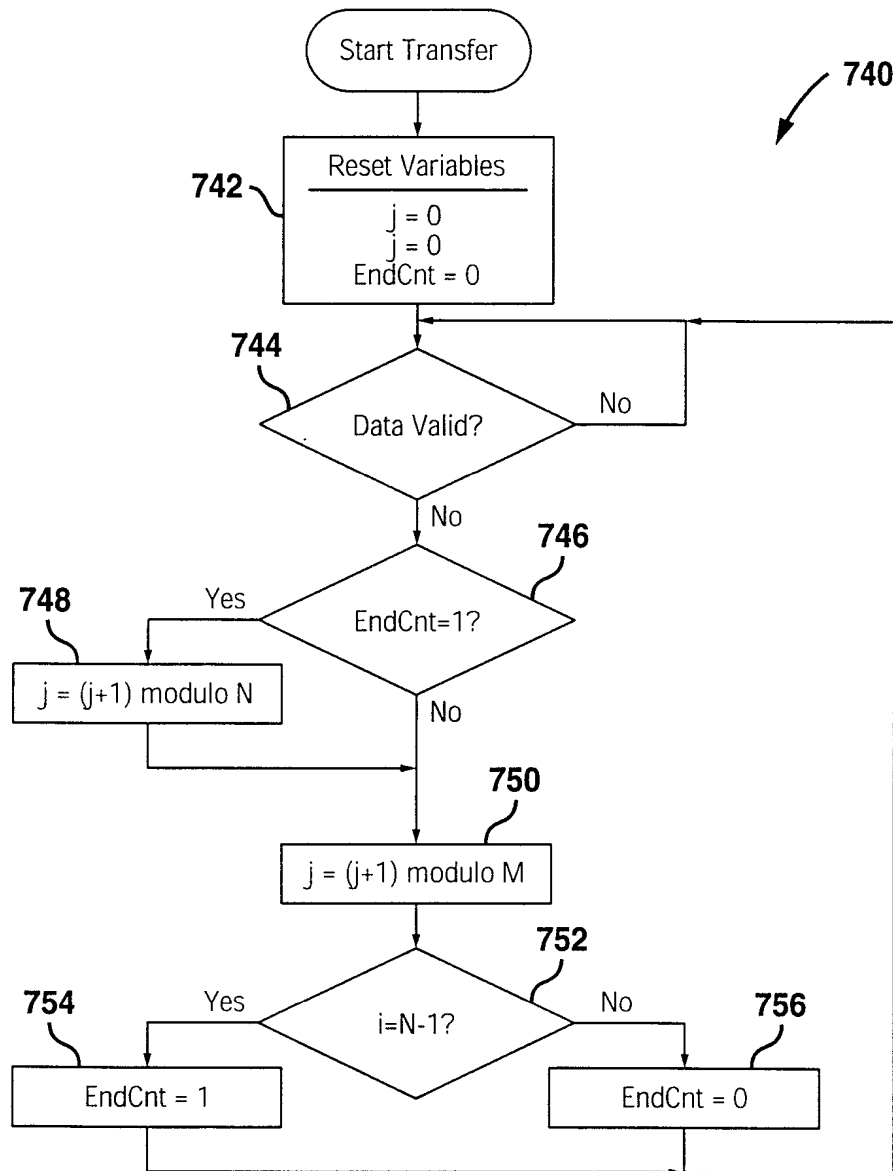 Start Transfer
740
Reset Variables
742
j = 0
j = 0
EndCnt = 0
744
Data Valid?
No
No
746
748
Yes
EndCnt=1?
j = (j+1) modulo N
No
750
j = (j+1) modulo M
752
754
Yes
i=N-1?
No
756
EndCnt = 1
EndCnt = 0